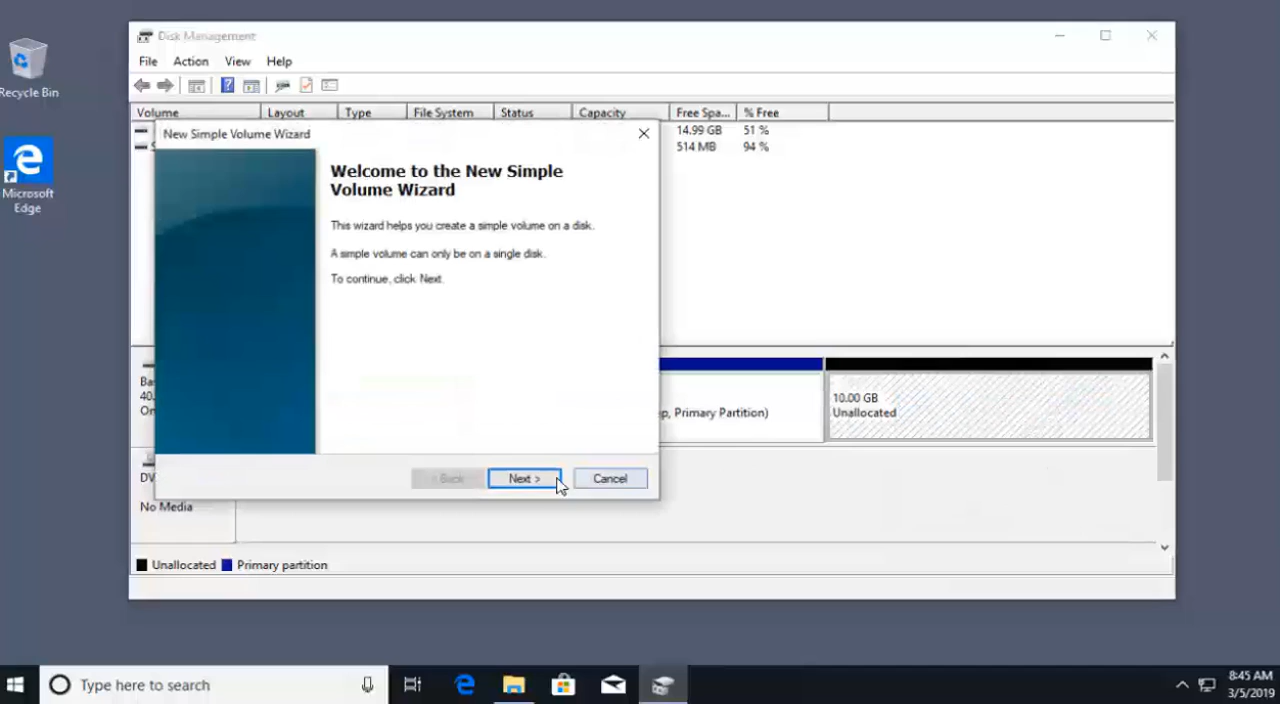 Recycle Bin
Microsoft
Edge
Disk Management
File Action View Help
Volume Layout Type File System Status Capacity Free Spa... % Free
14.99 GB 51 %
514 MB 94 %
New Simple Volume Wizard
Welcome to the New Simple
Volume Wizard
This wizard helps you create a simple volume on a disk.
A simple volume can only be on a single disk.
To continue, click Next.
< Back Next > Cancel
Ba
40.
On
p, Primary Partition)
10.00 GB
Unallocated
DV
No Media
Unallocated Primary partition
Type here to search
8:45 AM
3/5/2019